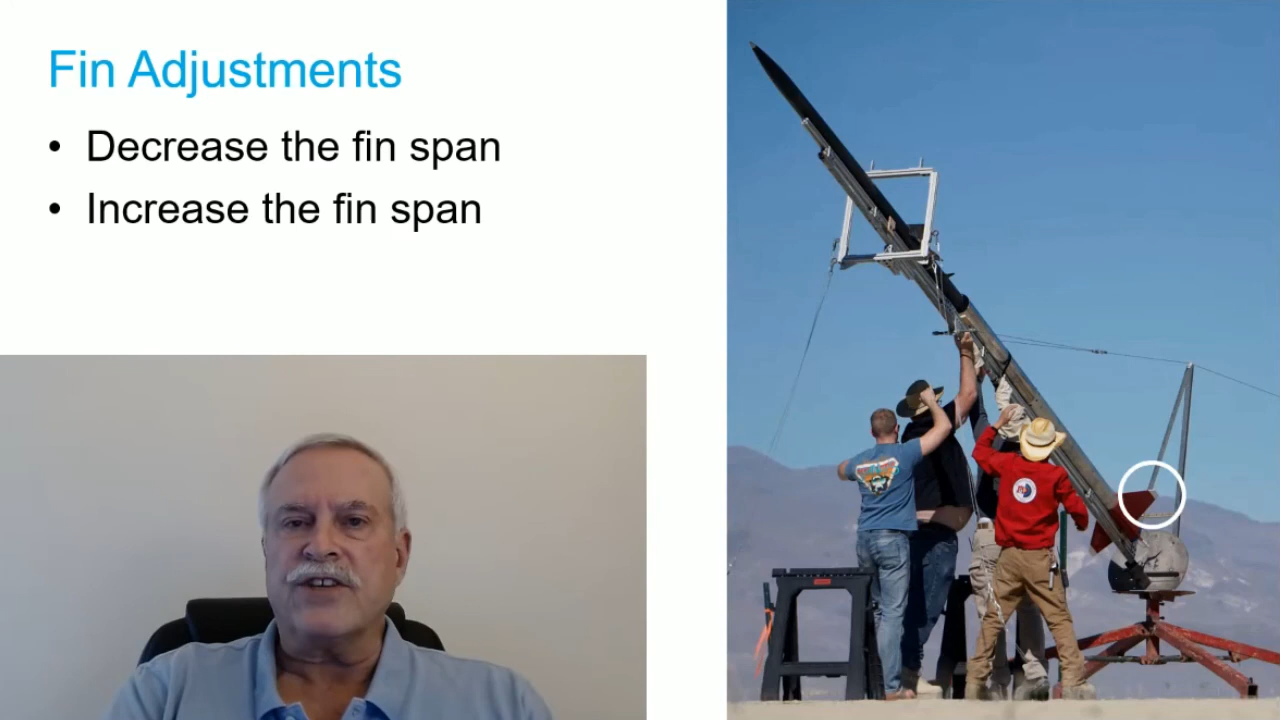 Fin Adjustments
• Decrease the fin span
• Increase the fin span